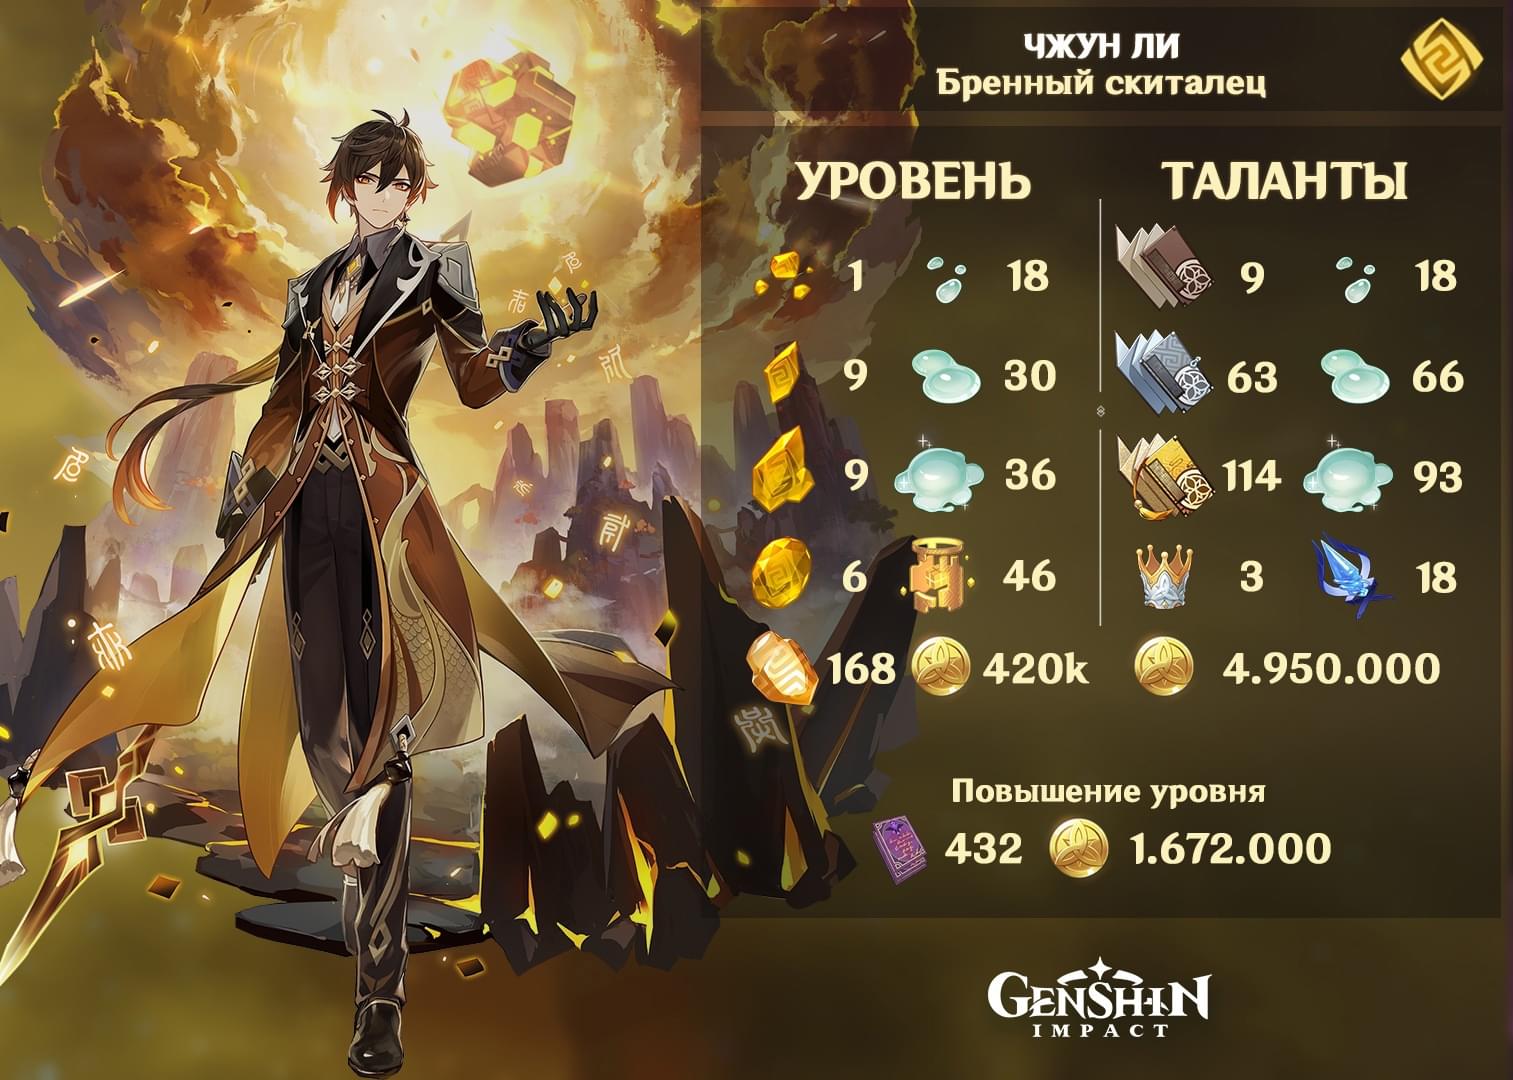 ЧЖУН ЛИ
Бренный скиталец
УРОВЕНЬ
ТАЛАНТЫ
1 18 9 18
9 30 63 66
9 36 114 93
6 46 3 18
168 420k 4.950.000
Повышение уровня
432 1.672.000
GENSHIN
IMPACT